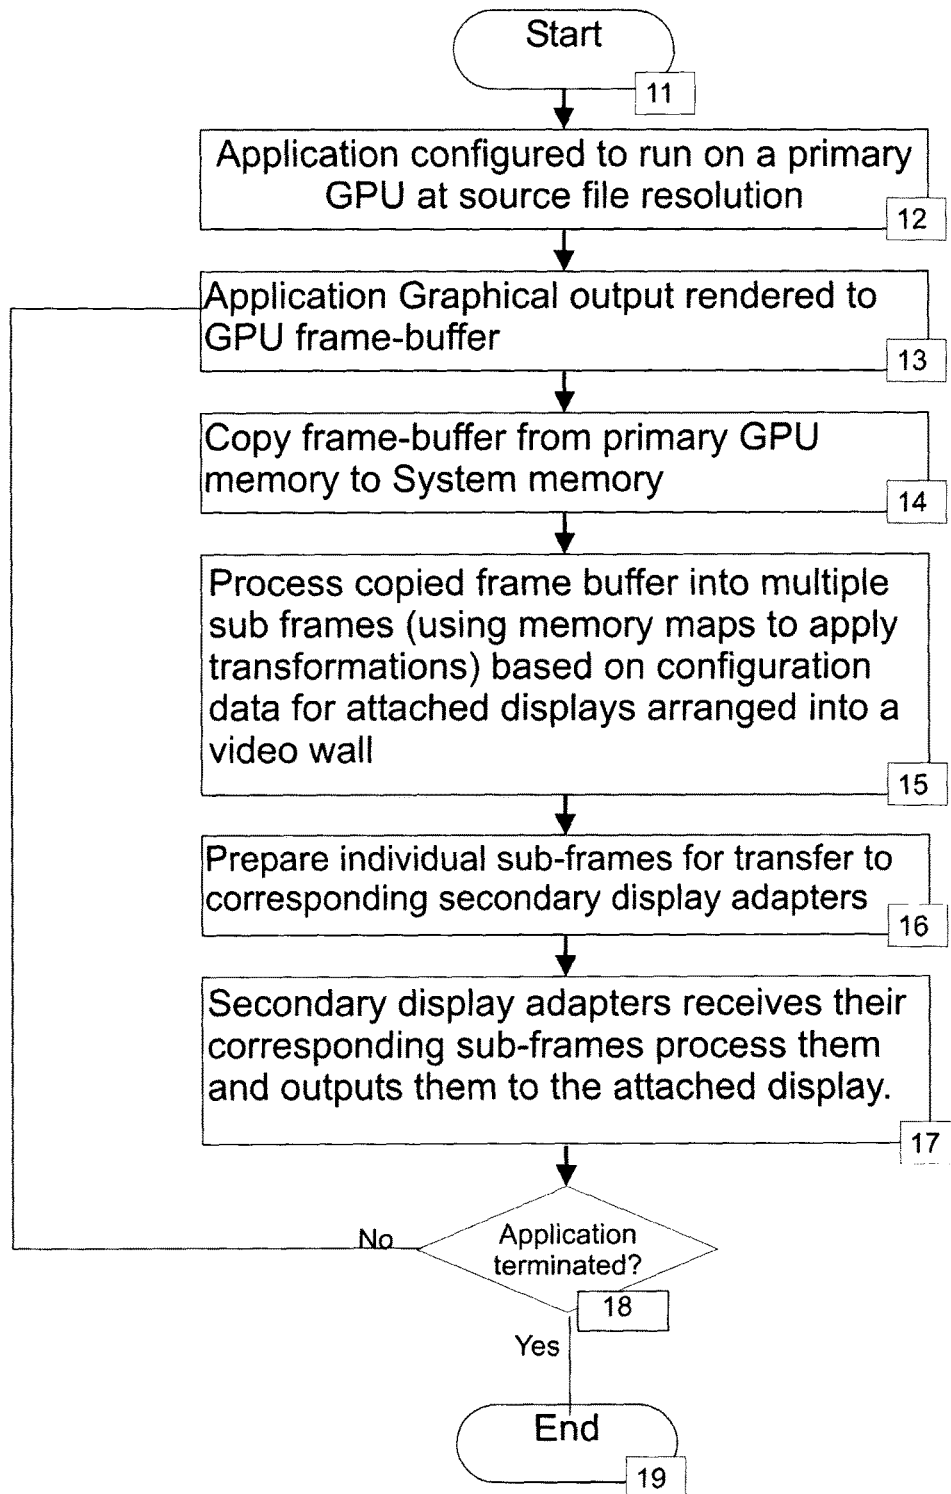 Start
11
Application configured to run on a primary
GPU at source file resolution
12
Application Graphical output rendered to
GPU frame-buffer
13
Copy frame-buffer from primary GPU
memory to System memory
14
Process copied frame buffer into multiple
sub frames (using memory maps to apply
transformations) based on configuration
data for attached displays arranged into a
video wall
15
Prepare individual sub-frames for transfer to
corresponding secondary display adapters
16
Secondary display adapters receives their
corresponding sub-frames process them
and outputs them to the attached display.
17
No
Application
terminated?
18
Yes
End
19